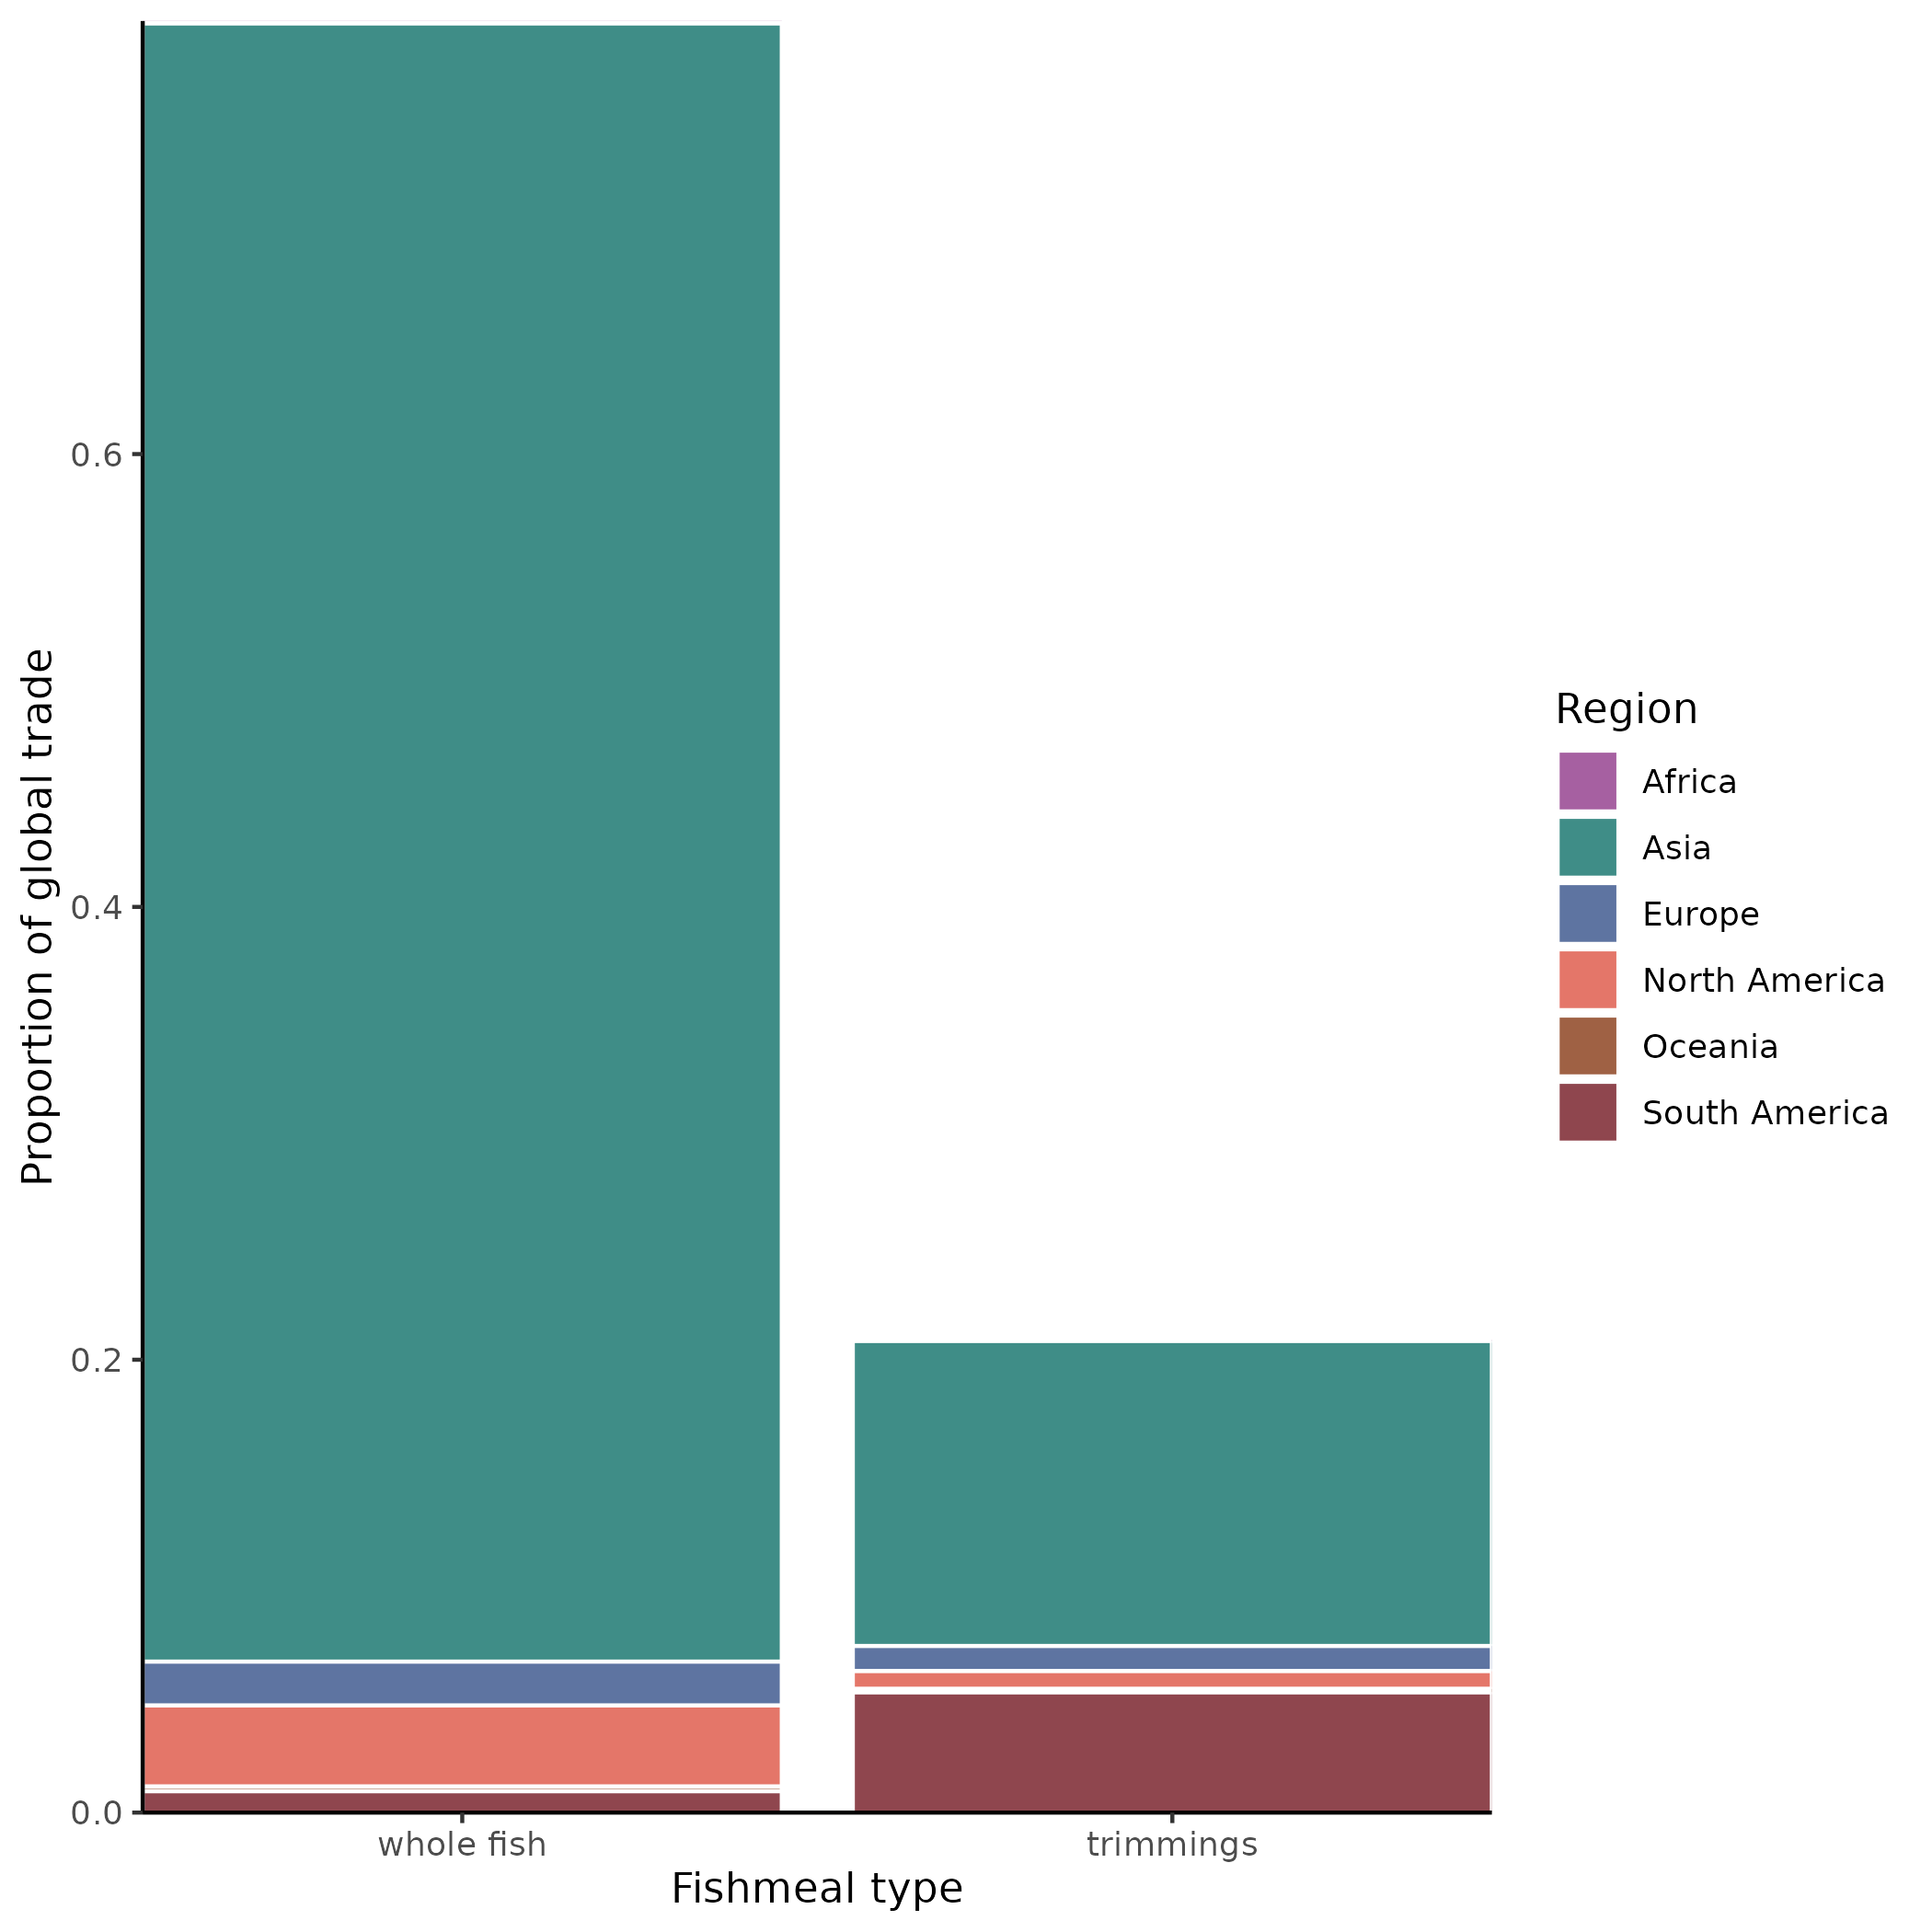 Proportion of global trade
0.6
0.4
0.2
0.0
whole fish
trimmings
Fishmeal type
Region
Africa
Asia
Europe
North America
Oceania
South America